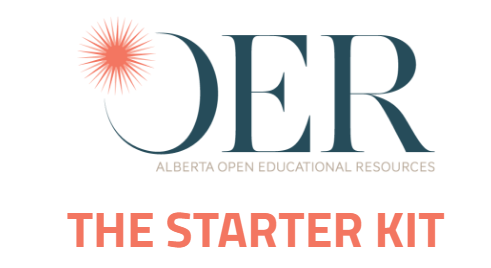 OER
ALBERTA OPEN EDUCATIONAL RESOURCES
THE STARTER KIT